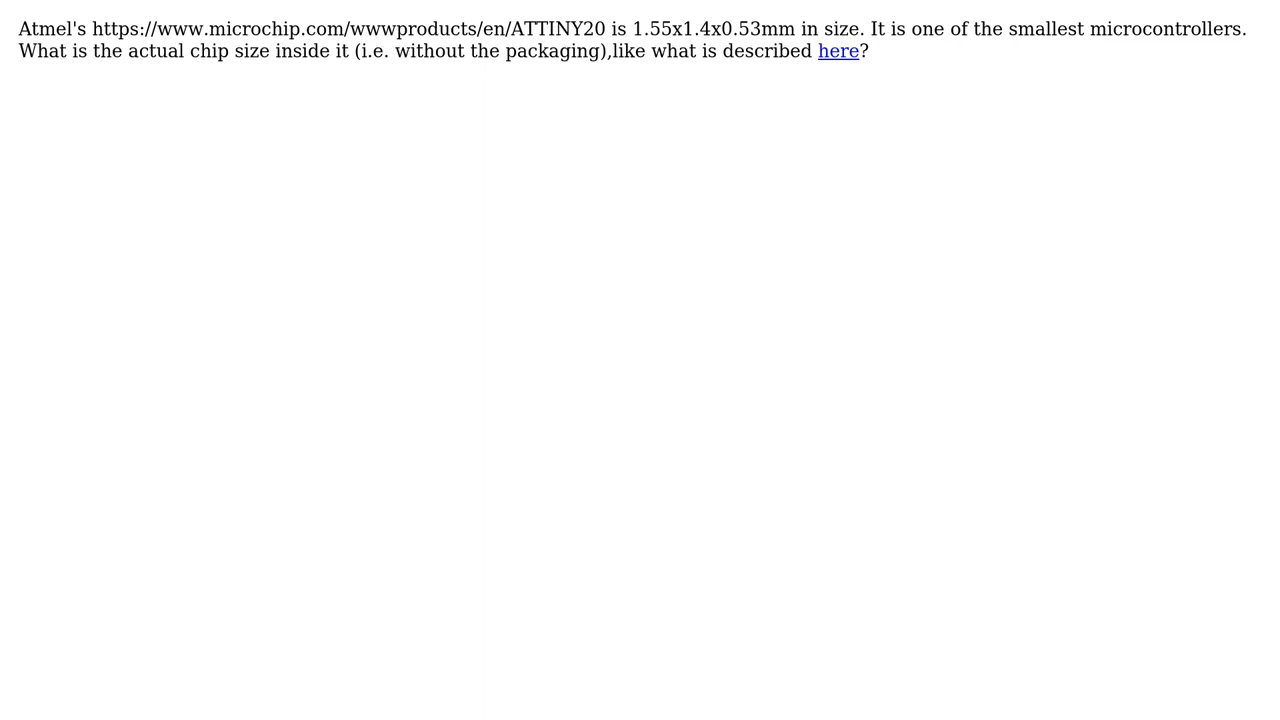 Atmel's https://www.microchip.com/wwwproducts/en/ATTINY20 is 1.55x1.4x0.53mm in size. It is one of the smallest microcontrollers.
What is the actual chip size inside it (i.e. without the packaging),like what is described here?